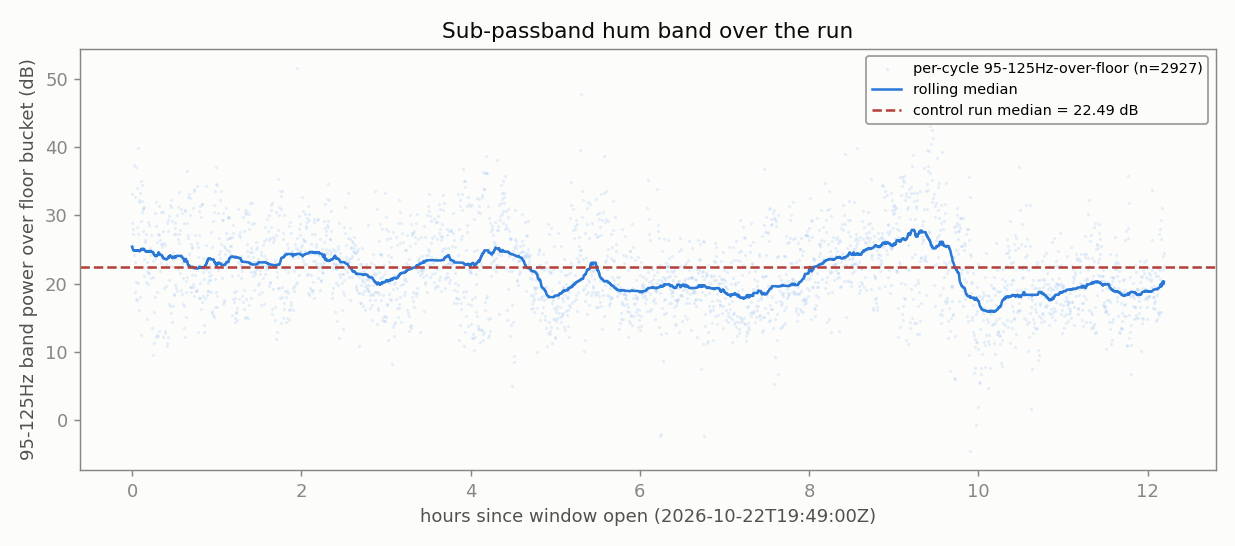 Sub-passband hum band over the run
95-125Hz band power over floor bucket (dB)
50
40
30
20
10
0
per-cycle 95-125Hz-over-floor (n=2927)
rolling median
control run median = 22.49 dB
0 2 4 6 8 10 12
hours since window open (2026-10-22T19:49:00Z)